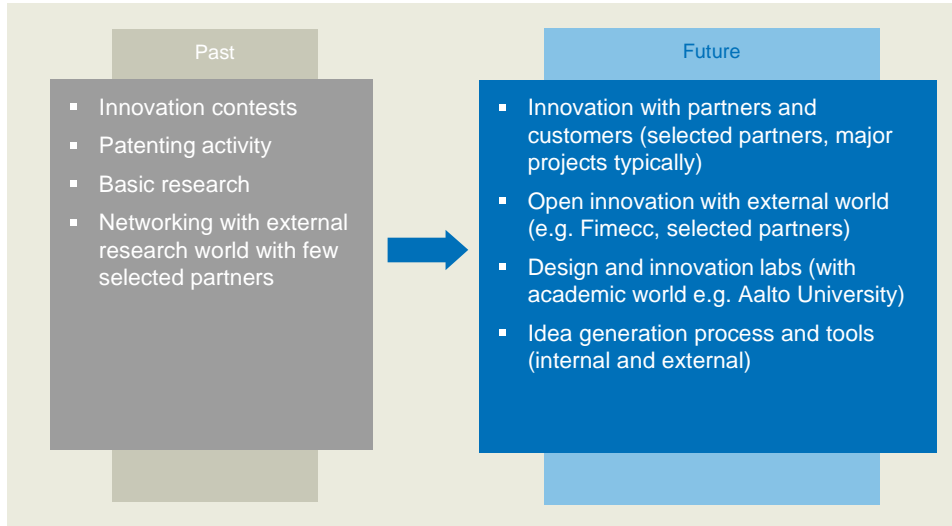 Past
▪ Innovation contests
▪ Patenting activity
▪ Basic research
▪ Networking with external
research world with few
selected partners
Future
▪ Innovation with partners and
customers (selected partners, major
projects typically)
▪ Open innovation with external world
(e.g. Fimecc, selected partners)
▪ Design and innovation labs (with
academic world e.g. Aalto University)
▪ Idea generation process and tools
(internal and external)